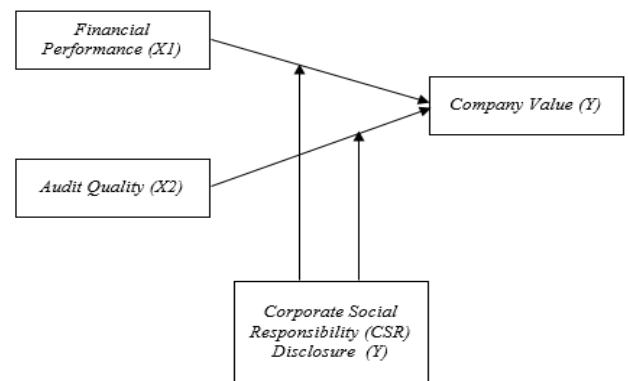 Financial
Performance (X1)
Company Value (Y)
Audit Quality (X2)
Corporate Social
Responsibility (CSR)
Disclosure (Y)